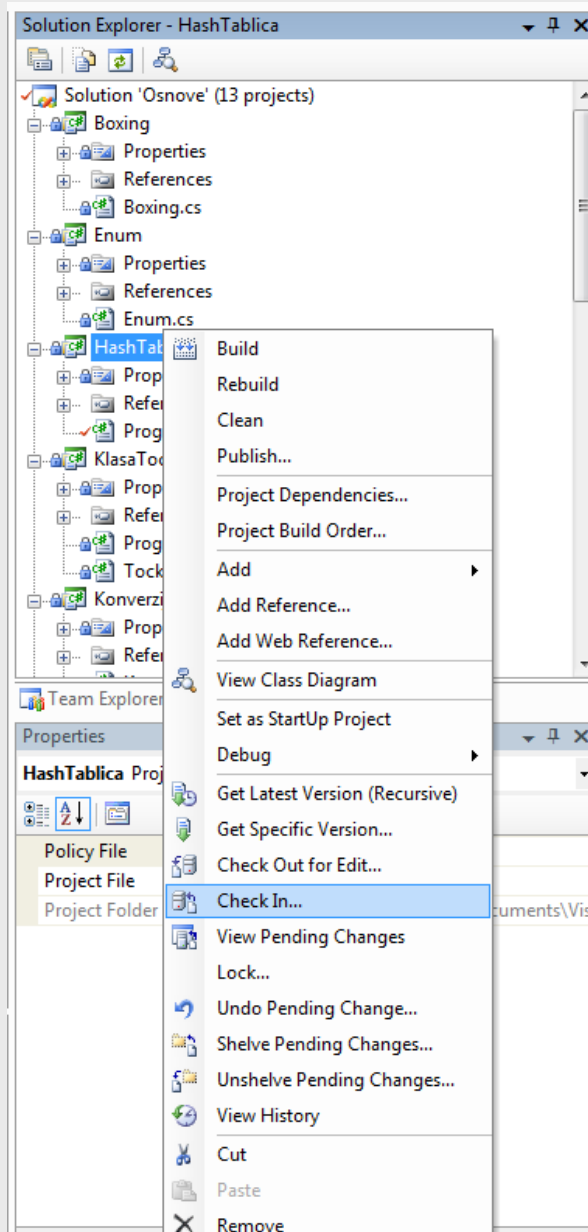 Solution Explorer - HashTablica
Solution 'Osnove' (13 projects)
Boxing
Properties
References
Boxing.cs
Enum
Properties
References
Enum.cs
HashTab
Prop
Refe
Prog
KlasaToc
Prop
Refe
Prog
Tock
Konverzi
Prop
Refe
Build
Rebuild
Clean
Publish...
Project Dependencies...
Project Build Order...
Add
Add Reference...
Add Web Reference...
View Class Diagram
Set as StartUp Project
Debug
Get Latest Version (Recursive)
Get Specific Version...
Check Out for Edit...
Check In...
View Pending Changes
Lock...
Undo Pending Change...
Shelve Pending Changes...
Unshelve Pending Changes...
View History
Cut
Paste
Remove
Team Explorer
Properties
HashTablica Proj
Policy File
Project File
Project Folder
cuments\Vis